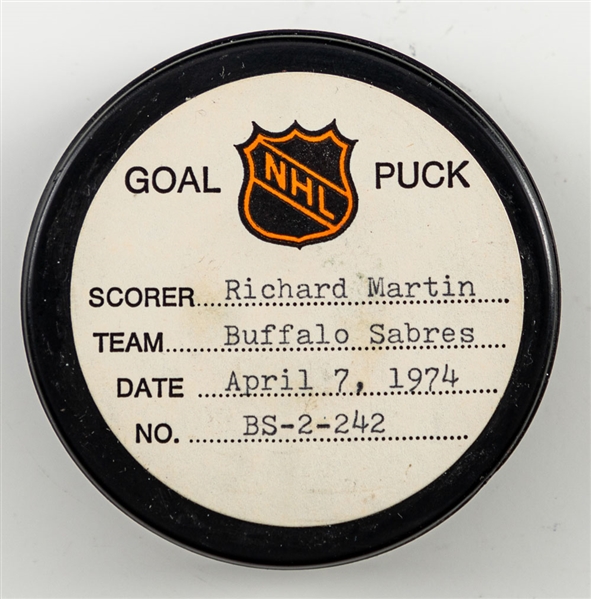 GOAL NHL PUCK
SCORER....Richard Martin
TEAM......Buffalo Sabres
DATE ....April 7, 1974
NO. ........BS-2-242